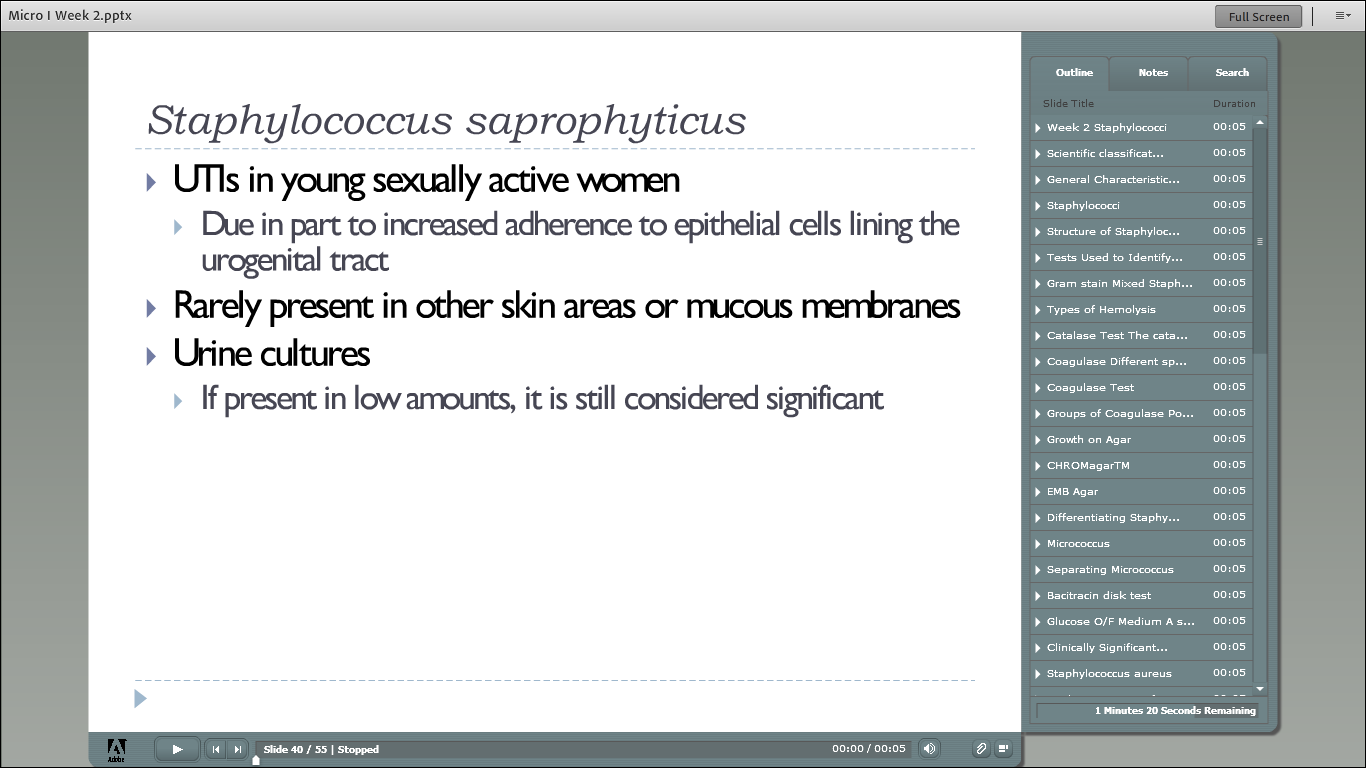 Micro I Week 2.pptx
Full Screen
Staphylococcus saprophyticus
UTIs in young sexually active women
Due in part to increased adherence to epithelial cells lining the
urogenital tract
Rarely present in other skin areas or mucous membranes
Urine cultures
If present in low amounts, it is still considered significant
Outline Notes Search
Slide Title Duration
Week 2 Staphylococci 00:05
Scientific classificat... 00:05
General Characteristic... 00:05
Staphylococci 00:05
Structure of Staphyloc... 00:05
Tests Used to Identify... 00:05
Gram stain Mixed Staph... 00:05
Types of Hemolysis 00:05
Catalase Test The cata... 00:05
Coagulase Different sp... 00:05
Coagulase Test 00:05
Groups of Coagulase Po... 00:05
Growth on Agar 00:05
CHROMagarTM 00:05
EMB Agar 00:05
Differentiating Staphy... 00:05
Micrococcus 00:05
Separating Micrococcus 00:05
Bacitracin disk test 00:05
Glucose O/F Medium A s... 00:05
Clinically Significant... 00:05
Staphylococcus aureus 00:05
1 Minutes 20 Seconds Remaining
Adobe
Slide 40 / 55 | Stopped 00:00 / 00:05